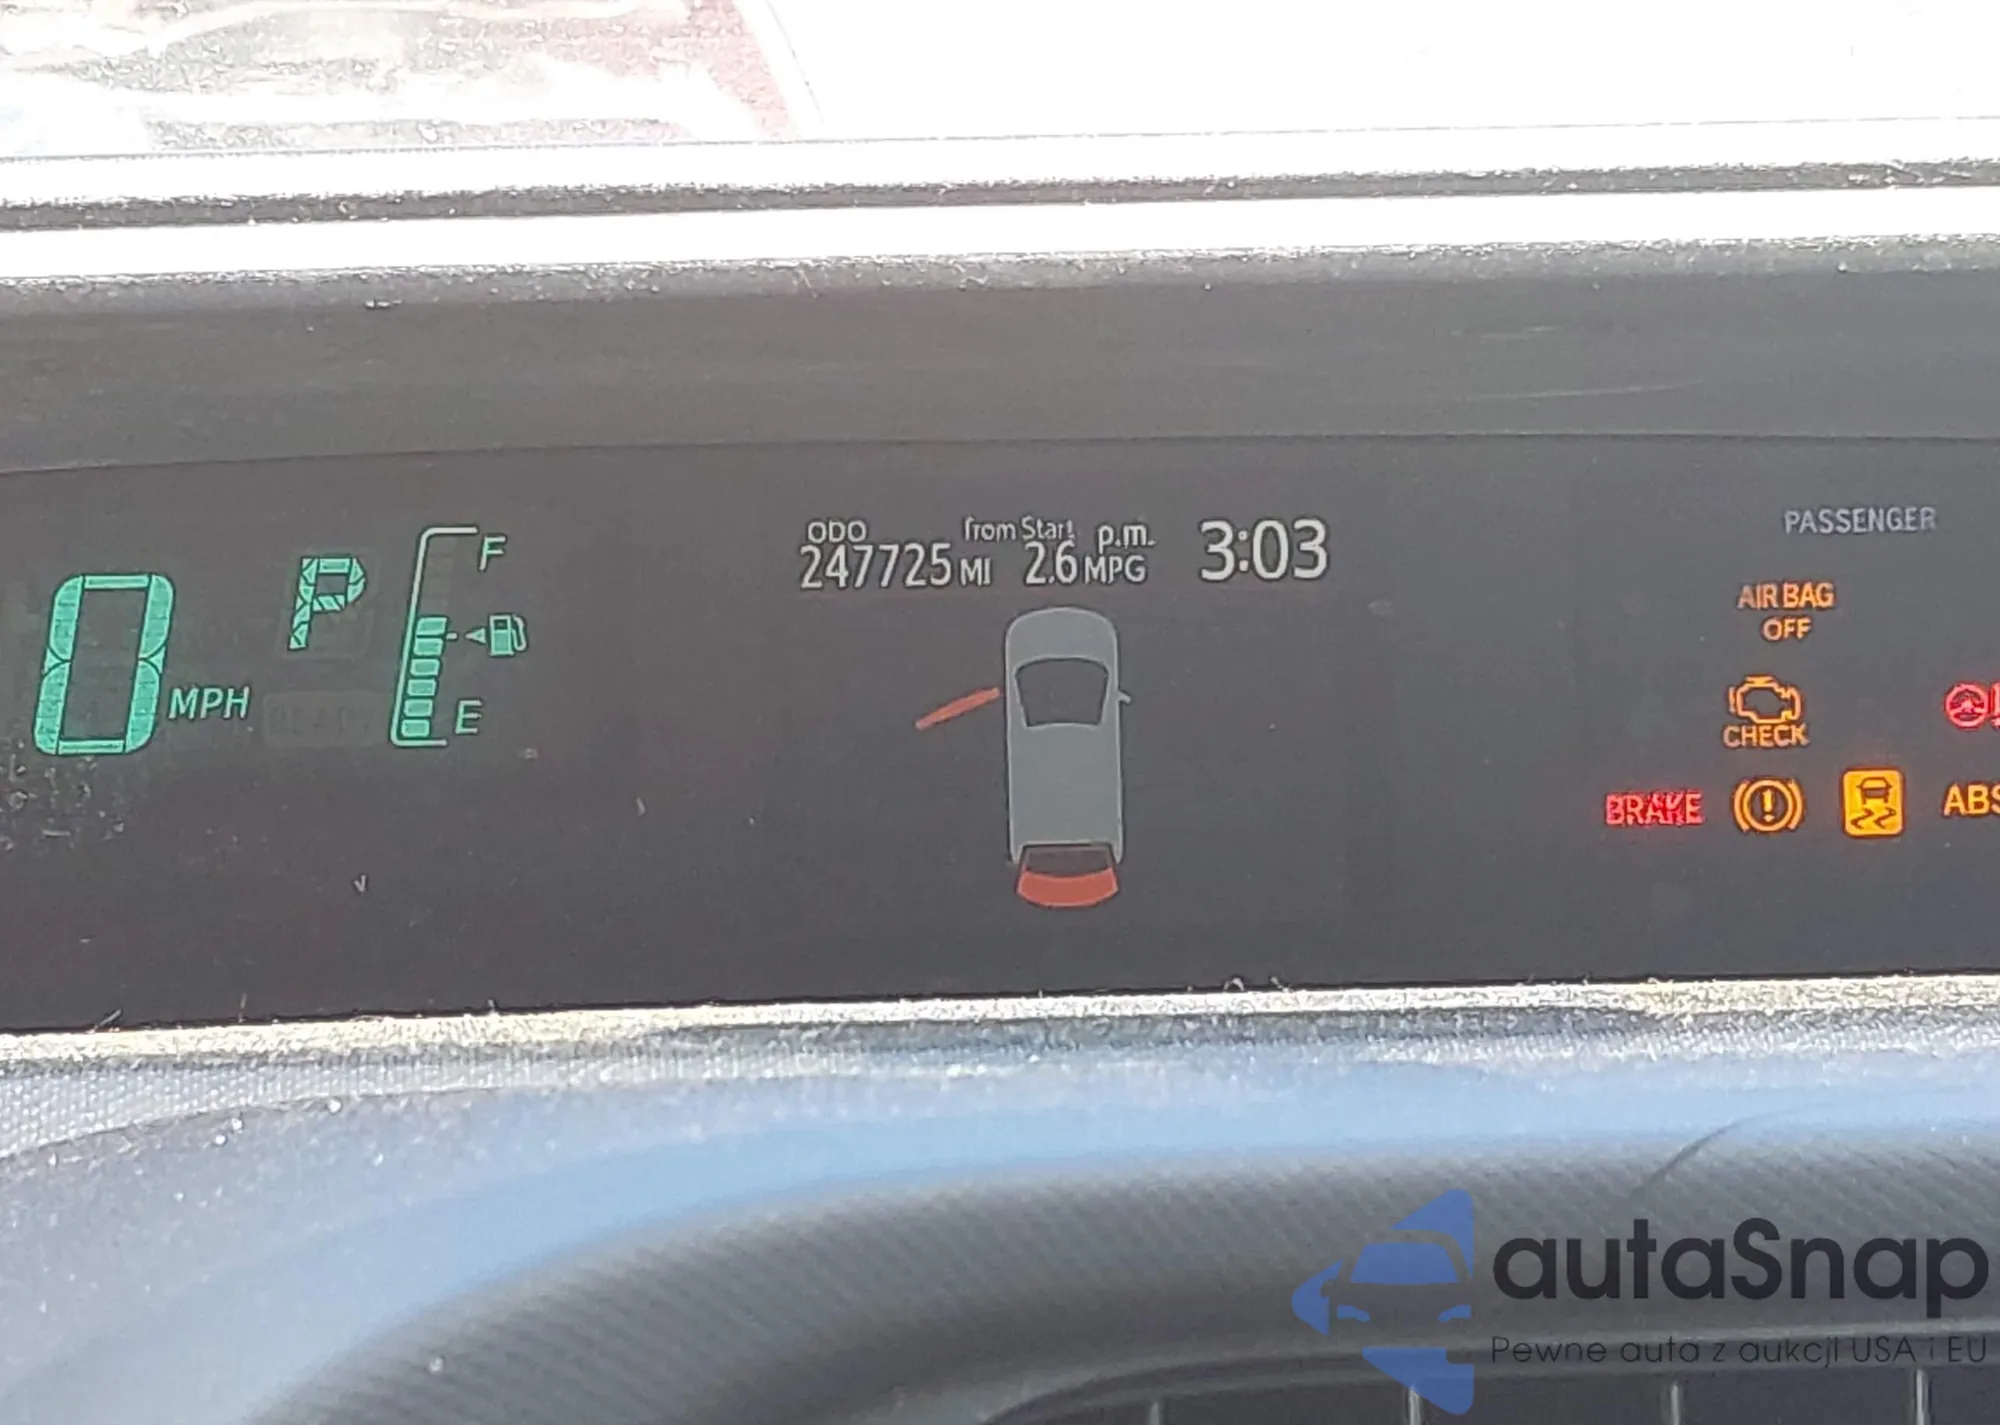 0 MPH
P
F
E
ODO from Start p.m. 3:03
247725 MI 2.6 MPG
PASSENGER
AIR BAG
OFF
CHECK
BRAKE ABS
autaSnap
Pewne auta z aukcji USA i EU